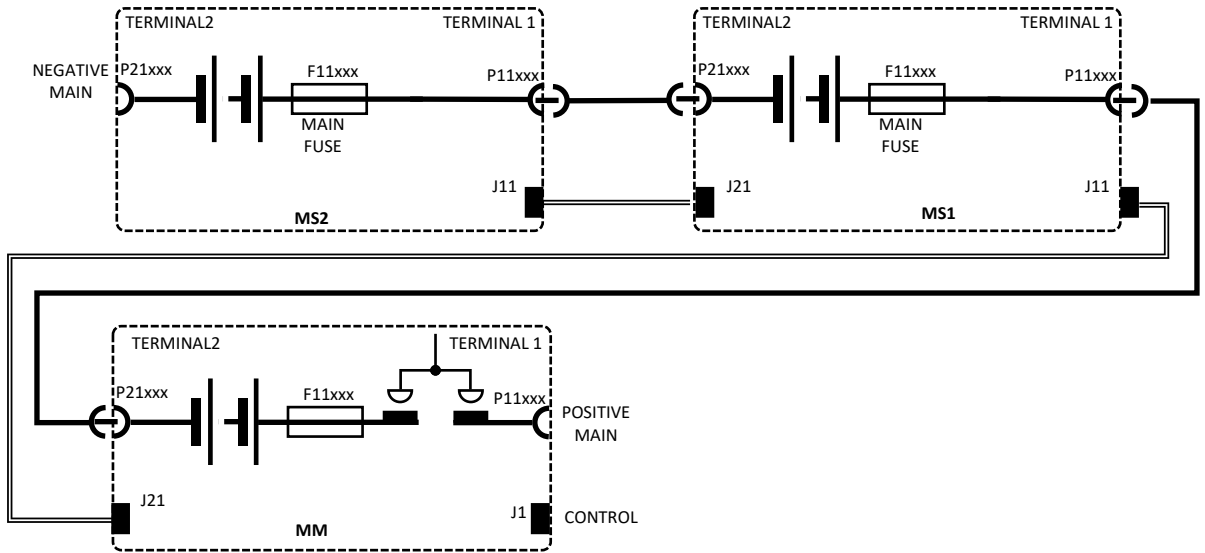 TERMINAL2
TERMINAL 1
TERMINAL2
TERMINAL 1
NEGATIVE
MAIN
P21xxx
F11xxx
P11xxx
P21xxx
F11xxx
P11xxx
MAIN
FUSE
MAIN
FUSE
J11
J21
J11
MS2
MS1
TERMINAL2
TERMINAL 1
P21xxx
F11xxx
P11xxx
POSITIVE
MAIN
J21
J1
CONTROL
MM